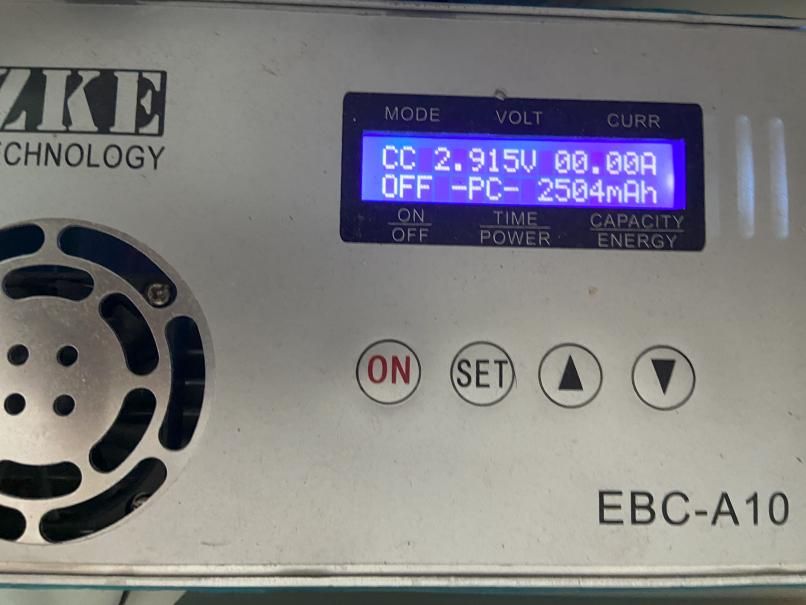 ZKE
TECHNOLOGY
MODE VOLT CURR
CC 2.915V 00.00A
OFF -PC- 2504mAh
ON TIME CAPACITY
OFF POWER ENERGY
ON SET
EBC-A10